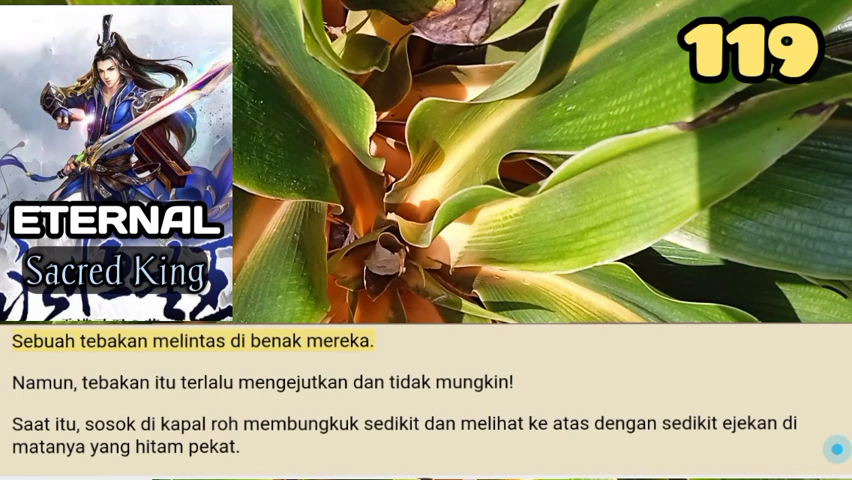 119
ETERNAL
Sacred King
Sebuah tebakan melintas di benak mereka.
Namun, tebakan itu terlalu mengejutkan dan tidak mungkin!
Saat itu, sosok di kapal roh membungkuk sedikit dan melihat ke atas dengan sedikit ejekan di
matanya yang hitam pekat.